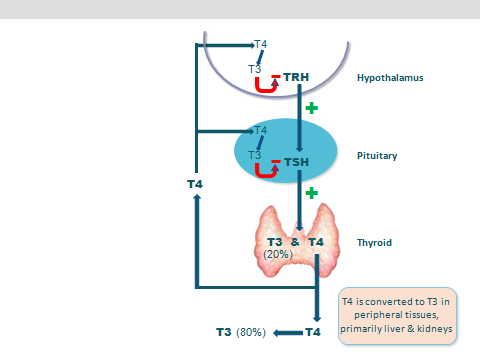 T4
T3
TRH
Hypothalamus
T4
T3
TSH
Pituitary
T4
T3 & T4
(20%)
Thyroid
T4 is converted to T3 in
peripheral tissues,
primarily liver & kidneys
T3 (80%)
T4